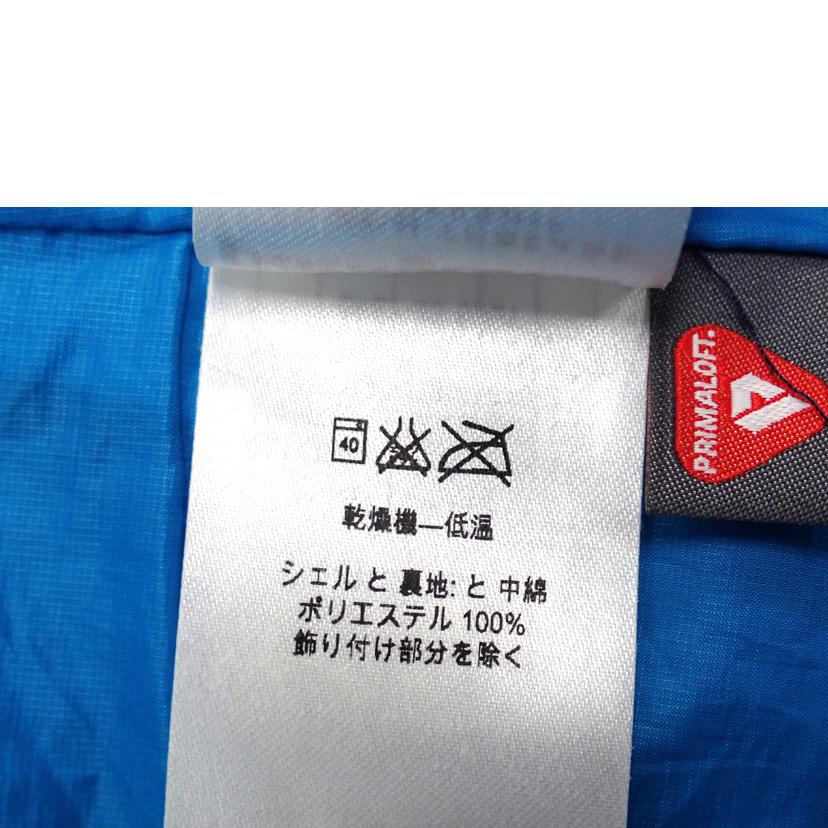 40
乾燥機—低温
シェル と 裏地: と 中綿
ポリエステル 100%
飾り付け部分を除く
PRIMALOFT.